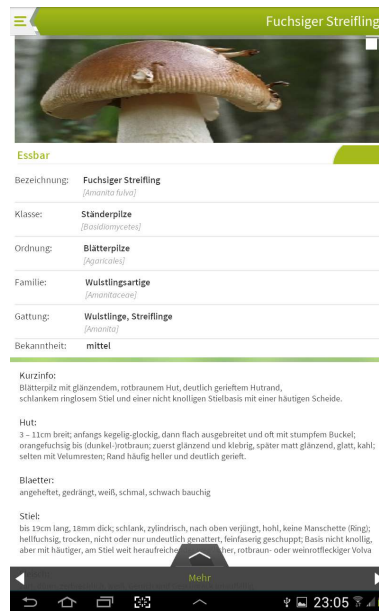 Fuchsiger Streifling
Essbar
Bezeichnung: Fuchsiger Streifling
[Amanita fulva]
Klasse: Ständerpilze
[Basidiomycetes]
Ordnung: Blätterpilze
[Agaricales]
Familie: Wulstlingsartige
[Amanitaceae]
Gattung: Wulstlinge, Streiflinge
[Amanita]
Bekanntheit: mittel
Kurzinfo:
Blätterpilz mit glänzendem, rotbraunem Hut, deutlich gerieftem Hutrand,
schlankem ringlosem Stiel und einer nicht knolligen Stielbasis mit einer häutigen Scheide.
Hut:
3 – 11cm breit; anfangs kegelig-glockig, dann flach ausgebreitet und oft mit stumpfem Buckel;
orangefuchsig bis (dunkel-)rotbraun; zuerst glänzend und klebrig, später matt glänzend, glatt, kahl;
selten mit Velumresten; Rand häufig heller und deutlich gerieft.
Blaetter:
angeheftet, gedrängt, weiß, schmal, schwach bauchig
Stiel:
bis 19cm lang, 18mm dick; schlank, zylindrisch, nach oben verjüngt, hohl, keine Manschette (Ring);
hellfuchsig, trocken, nicht oder nur undeutlich genattert, feinfaserig geschuppt; Basis nicht knollig,
aber mit häutiger, am Stiel weit heraufreiche cher, rotbraun- oder weinrotfleckiger Volva
Mehr
23:05